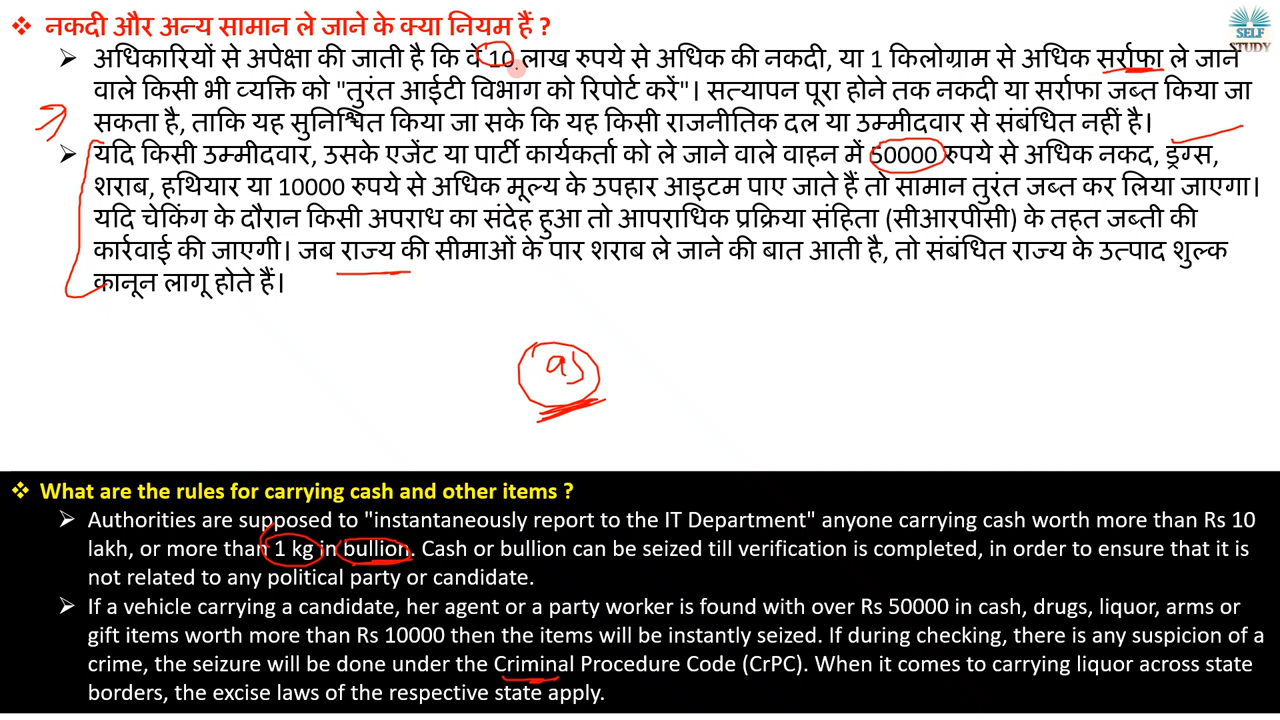 ❖ नकदी और अन्य सामान ले जाने के क्या नियम हैं ?
SELF
STUDY
➢ अधिकारियों से अपेक्षा की जाती है कि वे 10 लाख रुपये से अधिक की नकदी, या 1 किलोग्राम से अधिक सर्राफा ले जाने
वाले किसी भी व्यक्ति को "तुरंत आईटी विभाग को रिपोर्ट करें"। सत्यापन पूरा होने तक नकदी या सर्राफा जब्त किया जा
सकता है, ताकि यह सुनिश्चित किया जा सके कि यह किसी राजनीतिक दल या उम्मीदवार से संबंधित नहीं है।
➢ यदि किसी उम्मीदवार, उसके एजेंट या पार्टी कार्यकर्ता को ले जाने वाले वाहन में 50000 रुपये से अधिक नकद, ड्रग्स,
शराब, हथियार या 10000 रुपये से अधिक मूल्य के उपहार आइटम पाए जाते हैं तो सामान तुरंत जब्त कर लिया जाएगा।
यदि चेकिंग के दौरान किसी अपराध का संदेह हुआ तो आपराधिक प्रक्रिया संहिता (सीआरपीसी) के तहत जब्ती की
कार्रवाई की जाएगी। जब राज्य की सीमाओं के पार शराब ले जाने की बात आती है, तो संबंधित राज्य के उत्पाद शुल्क
कानून लागू होते हैं।
❖ What are the rules for carrying cash and other items ?
➢ Authorities are supposed to "instantaneously report to the IT Department" anyone carrying cash worth more than Rs 10
lakh, or more than 1 kg in bullion. Cash or bullion can be seized till verification is completed, in order to ensure that it is
not related to any political party or candidate.
➢ If a vehicle carrying a candidate, her agent or a party worker is found with over Rs 50000 in cash, drugs, liquor, arms or
gift items worth more than Rs 10000 then the items will be instantly seized. If during checking, there is any suspicion of a
crime, the seizure will be done under the Criminal Procedure Code (CrPC). When it comes to carrying liquor across state
borders, the excise laws of the respective state apply.